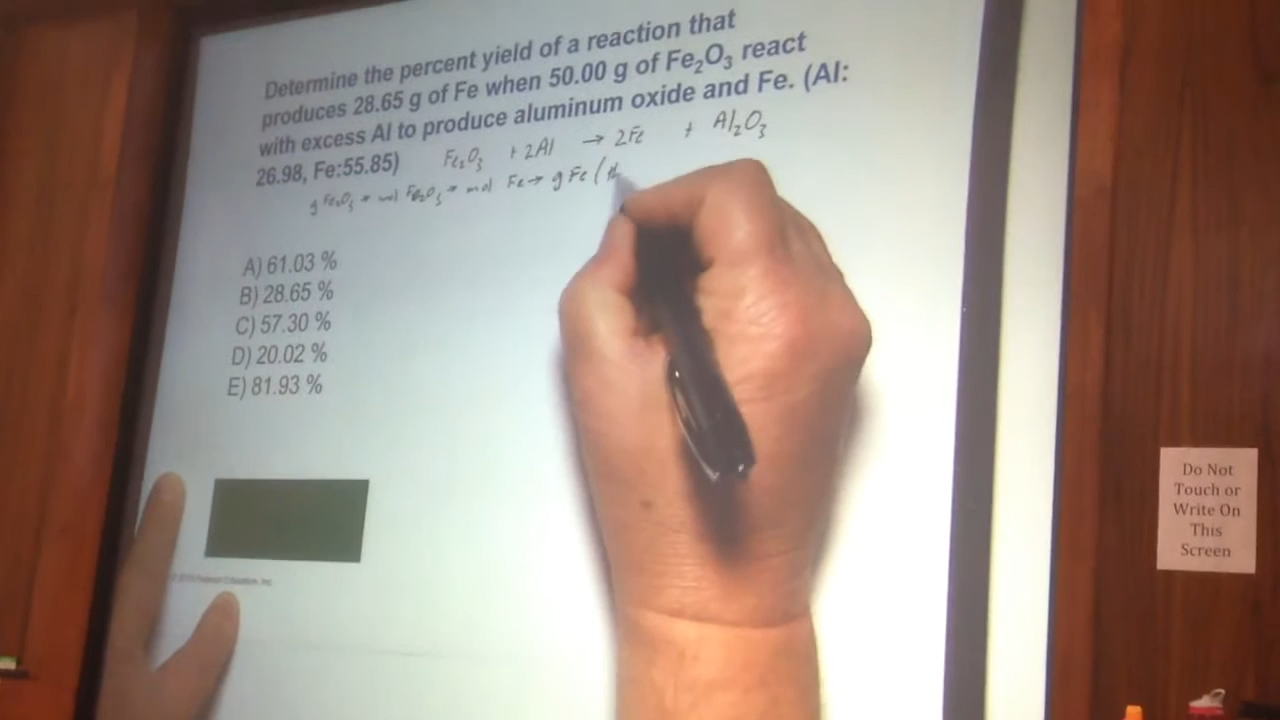 Determine the percent yield of a reaction that
produces 28.65 g of Fe when 50.00 g of Fe₂O₃ react
with excess Al to produce aluminum oxide and Fe. (Al:
26.98, Fe:55.85)
Fe₂O₃ + 2Al → 2Fe + Al₂O₃
g Fe₂O₃ → mol Fe₂O₃ → mol Fe → g Fe (th
A) 61.03 %
B) 28.65 %
C) 57.30 %
D) 20.02 %
E) 81.93 %
Education, Inc.
Do Not
Touch or
Write On
This
Screen